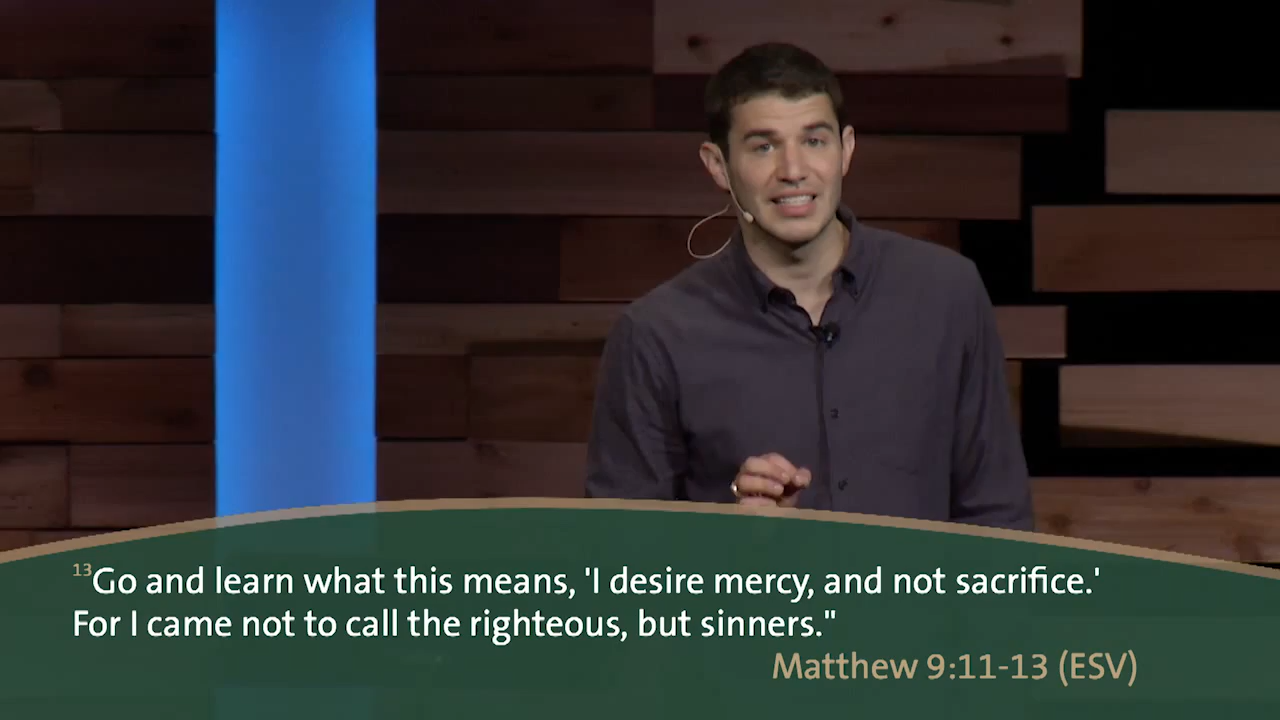 13Go and learn what this means, 'I desire mercy, and not sacrifice.'
For I came not to call the righteous, but sinners."
Matthew 9:11-13 (ESV)